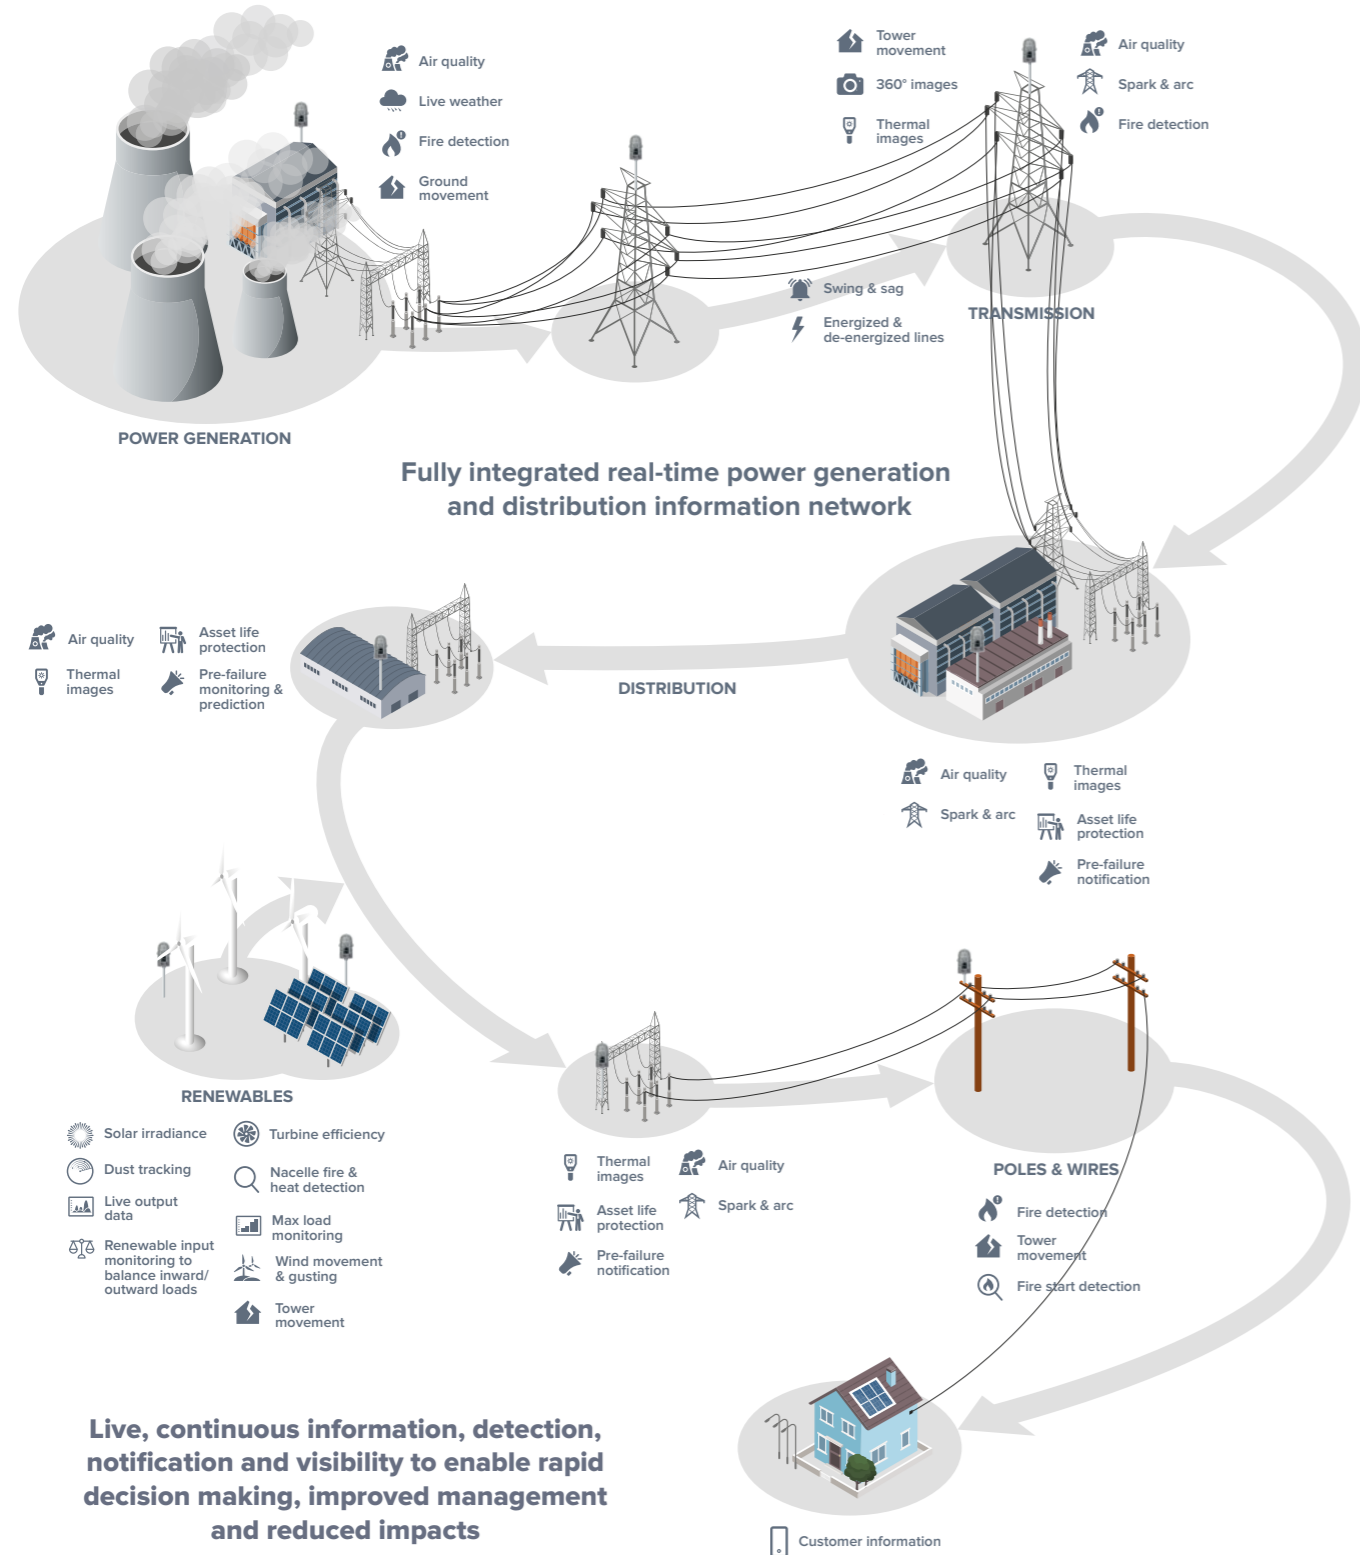 Air quality
Live weather
Fire detection
Ground
movement
Tower
movement
360° images
Thermal
images
Air quality
Spark & arc
Fire detection
Swing & sag
Energized &
de-energized lines
TRANSMISSION
POWER GENERATION
Fully integrated real-time power generation
and distribution information network
Air quality
Thermal
images
Asset life
protection
Pre-failure
monitoring &
prediction
DISTRIBUTION
Air quality
Spark & arc
Thermal
images
Asset life
protection
Pre-failure
notification
RENEWABLES
Solar irradiance
Dust tracking
Live output
data
Renewable input
monitoring to
balance inward/
outward loads
Turbine efficiency
Nacelle fire &
heat detection
Max load
monitoring
Wind movement
& gusting
Tower
movement
Thermal
images
Asset life
protection
Pre-failure
notification
Air quality
Spark & arc
POLES & WIRES
Fire detection
Tower
movement
Fire start detection
Live, continuous information, detection,
notification and visibility to enable rapid
decision making, improved management
and reduced impacts
Customer information